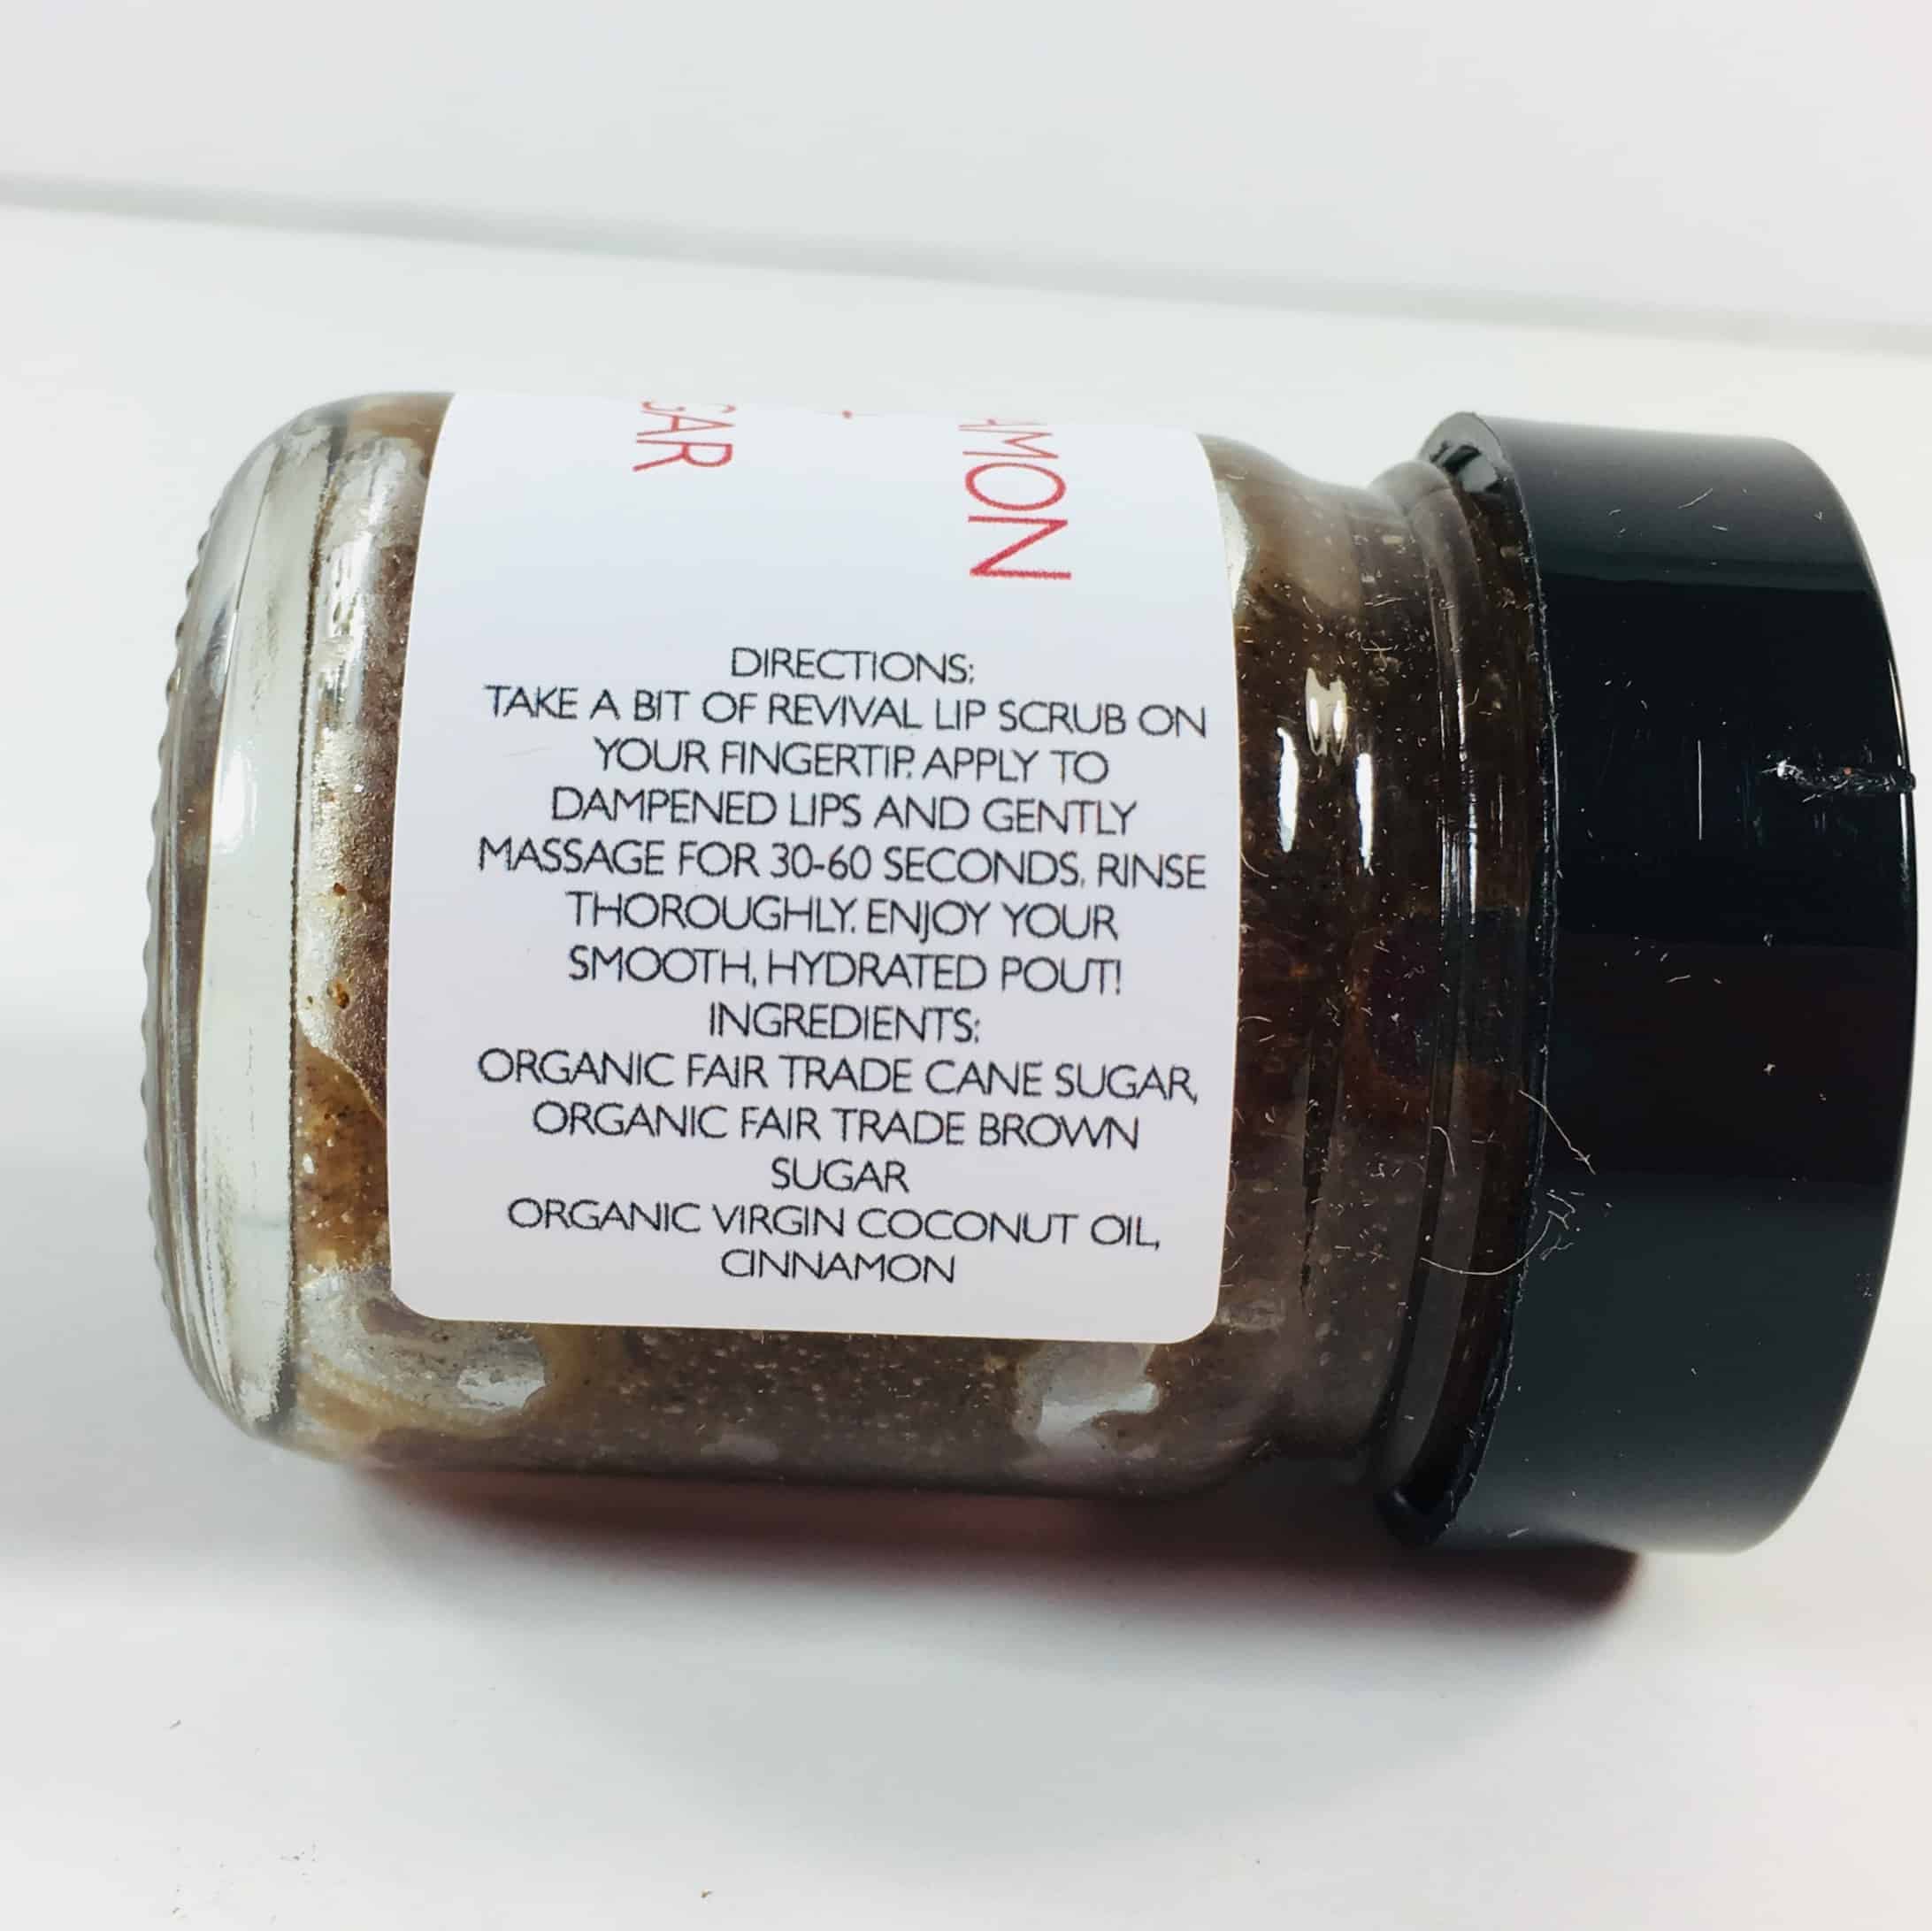 DIRECTIONS:
TAKE A BIT OF REVIVAL LIP SCRUB ON
YOUR FINGERTIP. APPLY TO
DAMPENED LIPS AND GENTLY
MASSAGE FOR 30-60 SECONDS. RINSE
THOROUGHLY. ENJOY YOUR
SMOOTH, HYDRATED POUT!
INGREDIENTS:
ORGANIC FAIR TRADE CANE SUGAR,
ORGANIC FAIR TRADE BROWN
SUGAR
ORGANIC VIRGIN COCONUT OIL,
CINNAMON